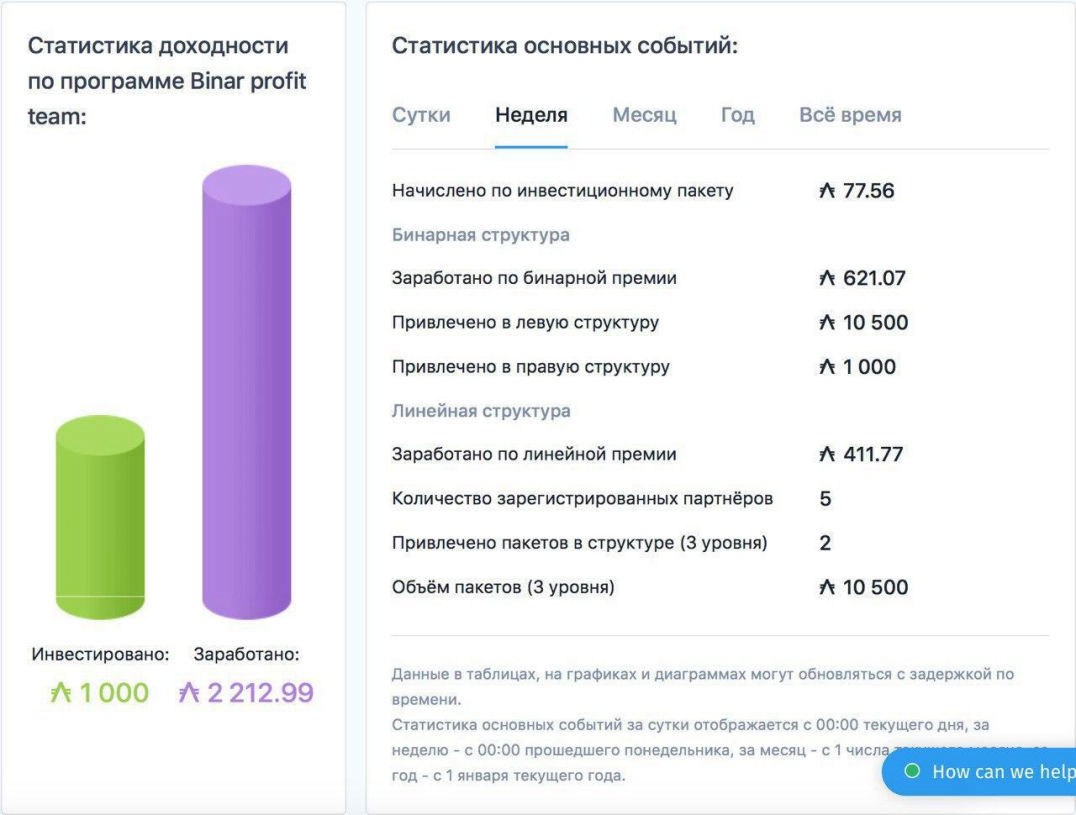 Статистика доходности
по программе Binar profit
team:
Инвестировано: Заработано:
₳ 1 000 ₳ 2 212.99
Статистика основных событий:
Сутки Неделя Месяц Год Всё время
Начислено по инвестиционному пакету ₳ 77.56
Бинарная структура
Заработано по бинарной премии ₳ 621.07
Привлечено в левую структуру ₳ 10 500
Привлечено в правую структуру ₳ 1 000
Линейная структура
Заработано по линейной премии ₳ 411.77
Количество зарегистрированных партнёров 5
Привлечено пакетов в структуре (3 уровня) 2
Объём пакетов (3 уровня) ₳ 10 500
Данные в таблицах, на графиках и диаграммах могут обновляться с задержкой по
времени.
Статистика основных событий за сутки отображается с 00:00 текущего дня, за
неделю - с 00:00 прошедшего понедельника, за месяц - с 1 числа
год - с 1 января текущего года.
How can we help